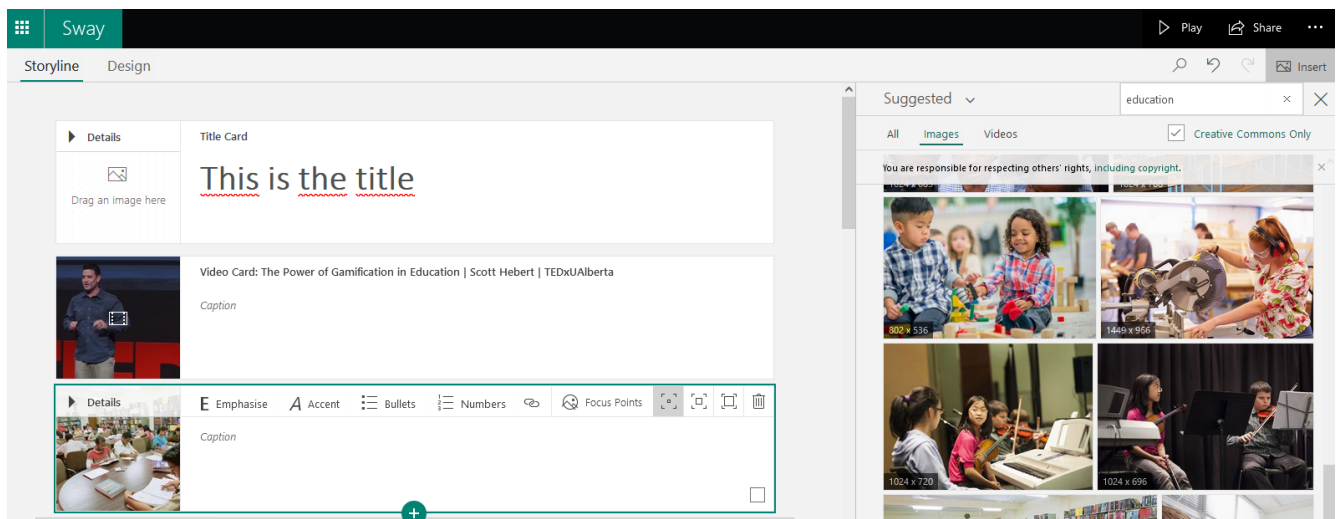 Sway
Play Share ...
Storyline Design
Insert
Suggested
education
All Images Videos
Creative Commons Only
You are responsible for respecting others' rights, including copyright.
Details
Title Card
This is the title
Drag an image here
Video Card: The Power of Gamification in Education | Scott Hebert | TEDxUAlberta
Caption
Details
E Emphasise A Accent Bullets Numbers Focus Points
Caption
802 x 536
1449 x 966
1024 x 720
1024 x 696